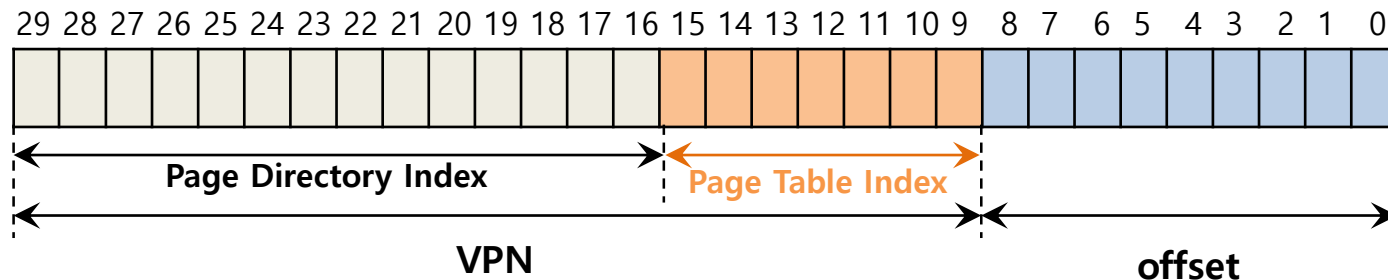 29 28 27 26 25 24 23 22 21 20 19 18 17 16 15 14 13 12 11 10 9 8 7 6 5 4 3 2 1 0
Page Directory Index
Page Table Index
VPN
offset